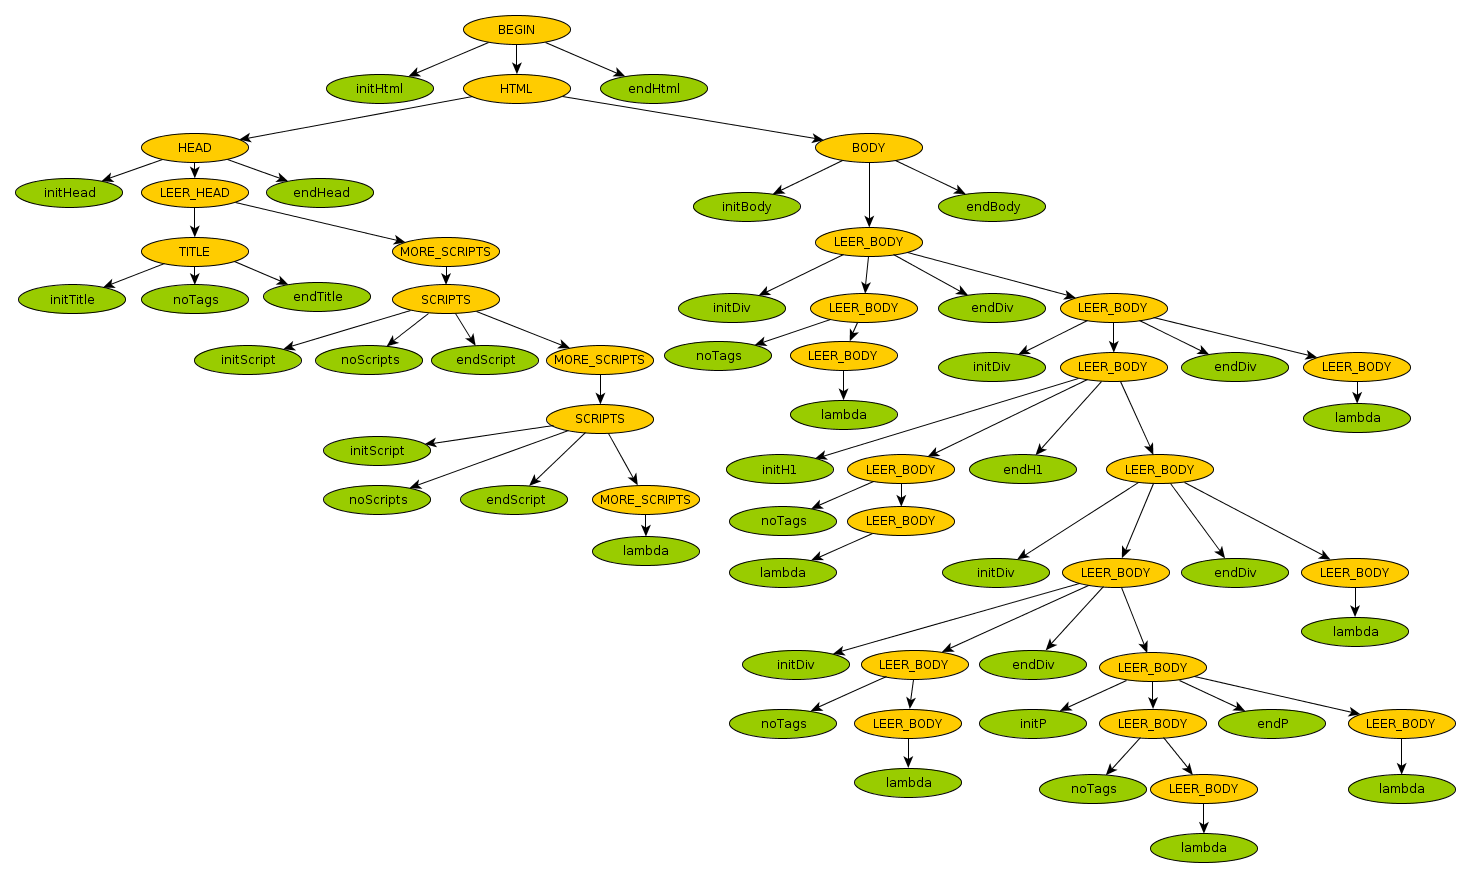 BEGIN
initHtml
HTML
endHtml
HEAD
BODY
initHead
LEER_HEAD
endHead
initBody
endBody
TITLE
MORE_SCRIPTS
LEER_BODY
initTitle
noTags
endTitle
SCRIPTS
initDiv
LEER_BODY
endDiv
LEER_BODY
initScript
noScripts
endScript
MORE_SCRIPTS
noTags
LEER_BODY
initDiv
LEER_BODY
endDiv
LEER_BODY
SCRIPTS
lambda
lambda
initScript
initH1
LEER_BODY
endH1
LEER_BODY
noScripts
endScript
MORE_SCRIPTS
noTags
LEER_BODY
lambda
lambda
initDiv
LEER_BODY
endDiv
LEER_BODY
lambda
initDiv
LEER_BODY
endDiv
LEER_BODY
noTags
LEER_BODY
initP
LEER_BODY
endP
LEER_BODY
lambda
noTags
LEER_BODY
lambda
lambda